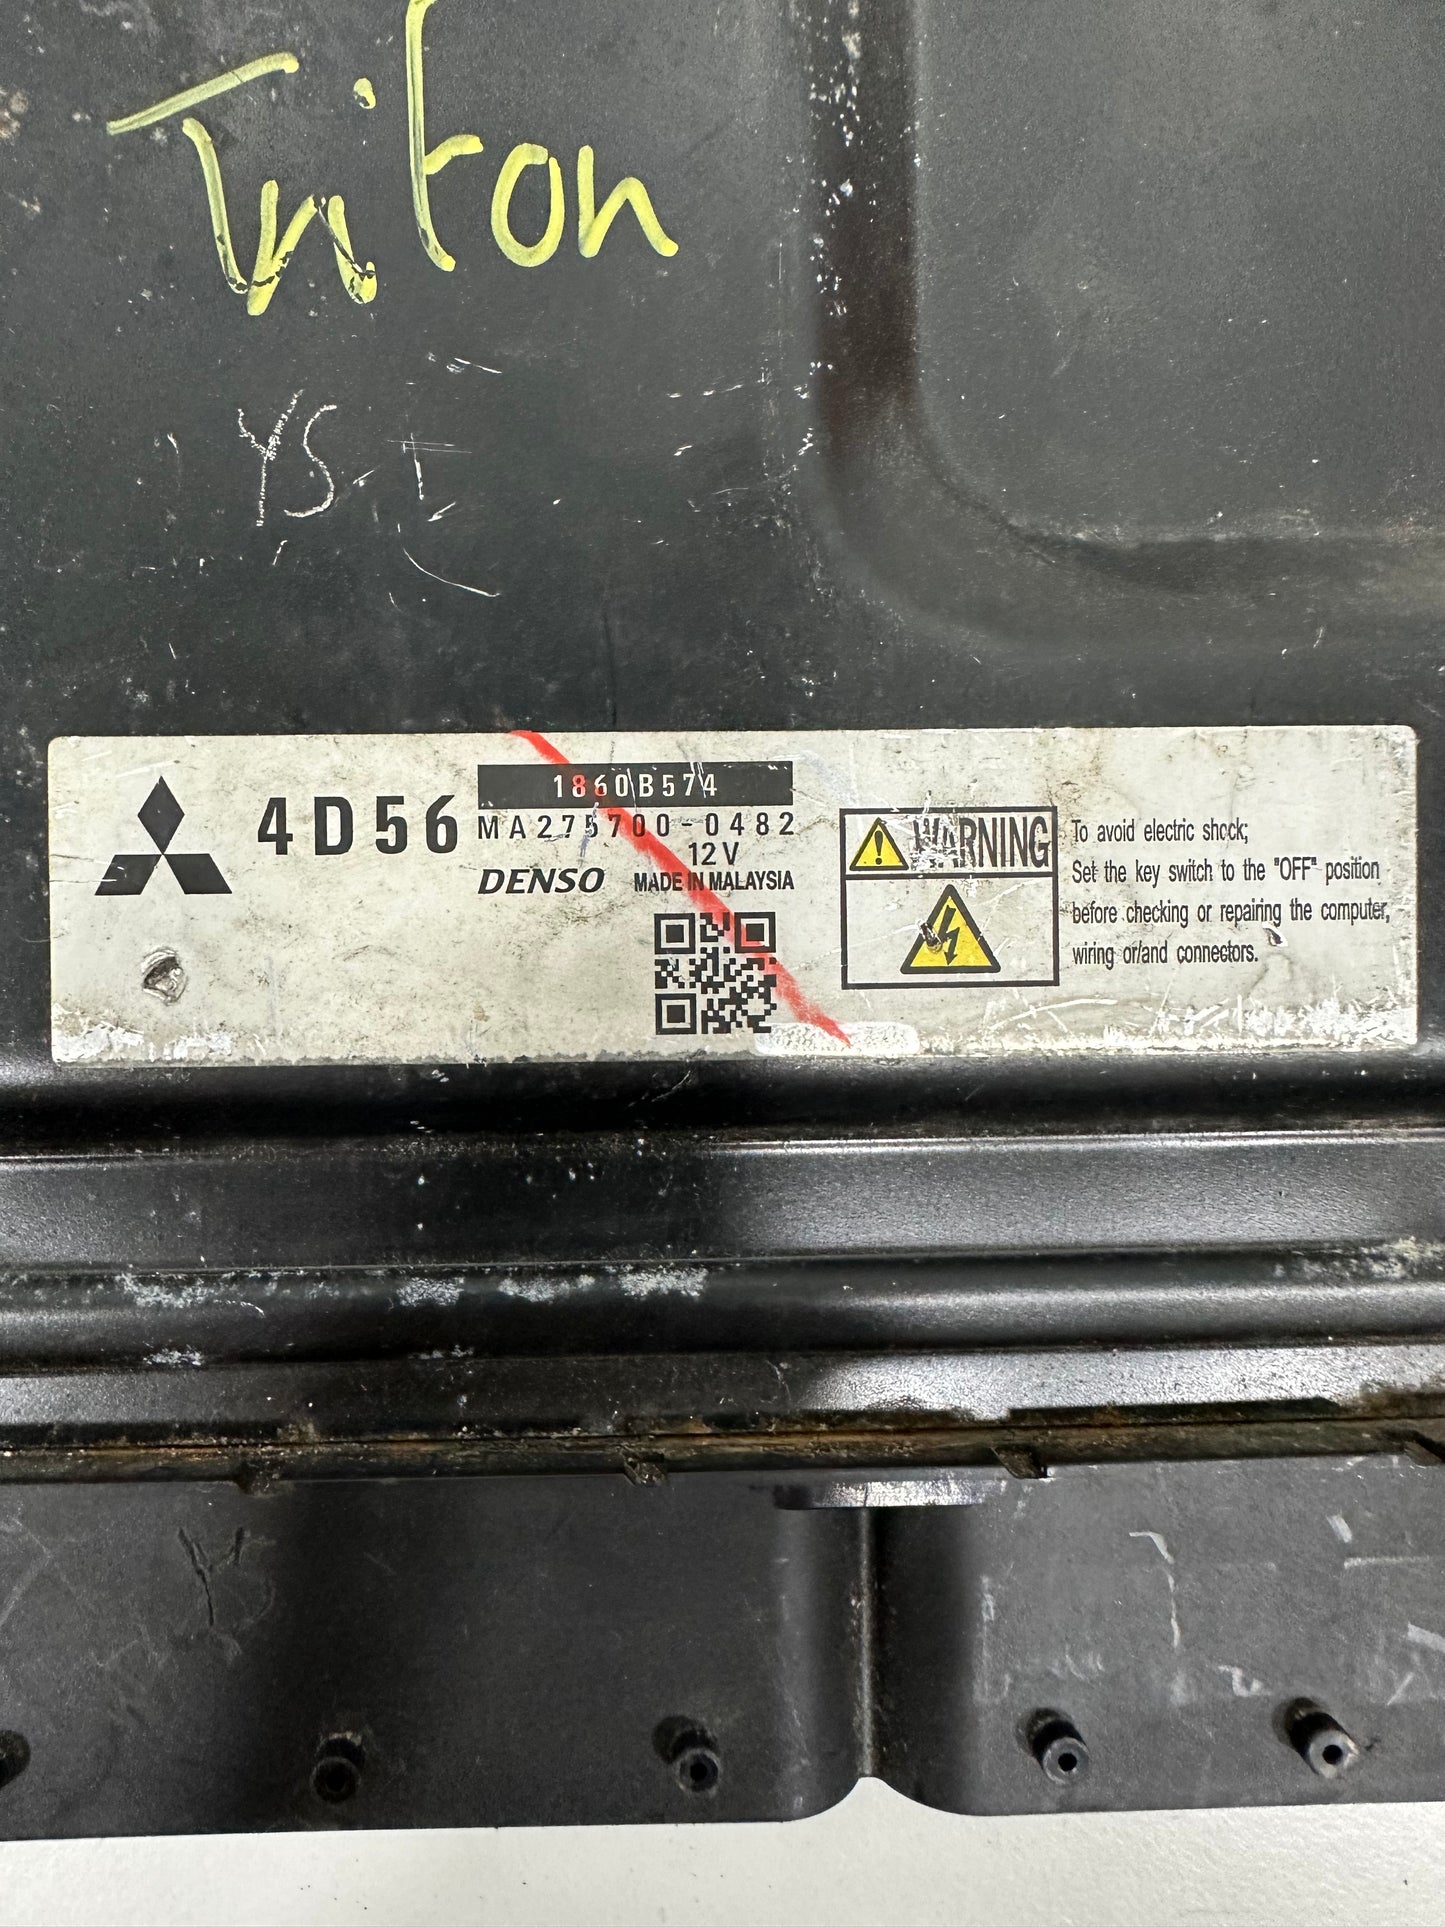 Triton
YS-I
4D56
1860B574
MA275700-0482
12V
DENSO MADE IN MALAYSIA
WARNING
To avoid electric shock;
Set the key switch to the "OFF" position
before checking or repairing the computer,
wiring or/and connectors.